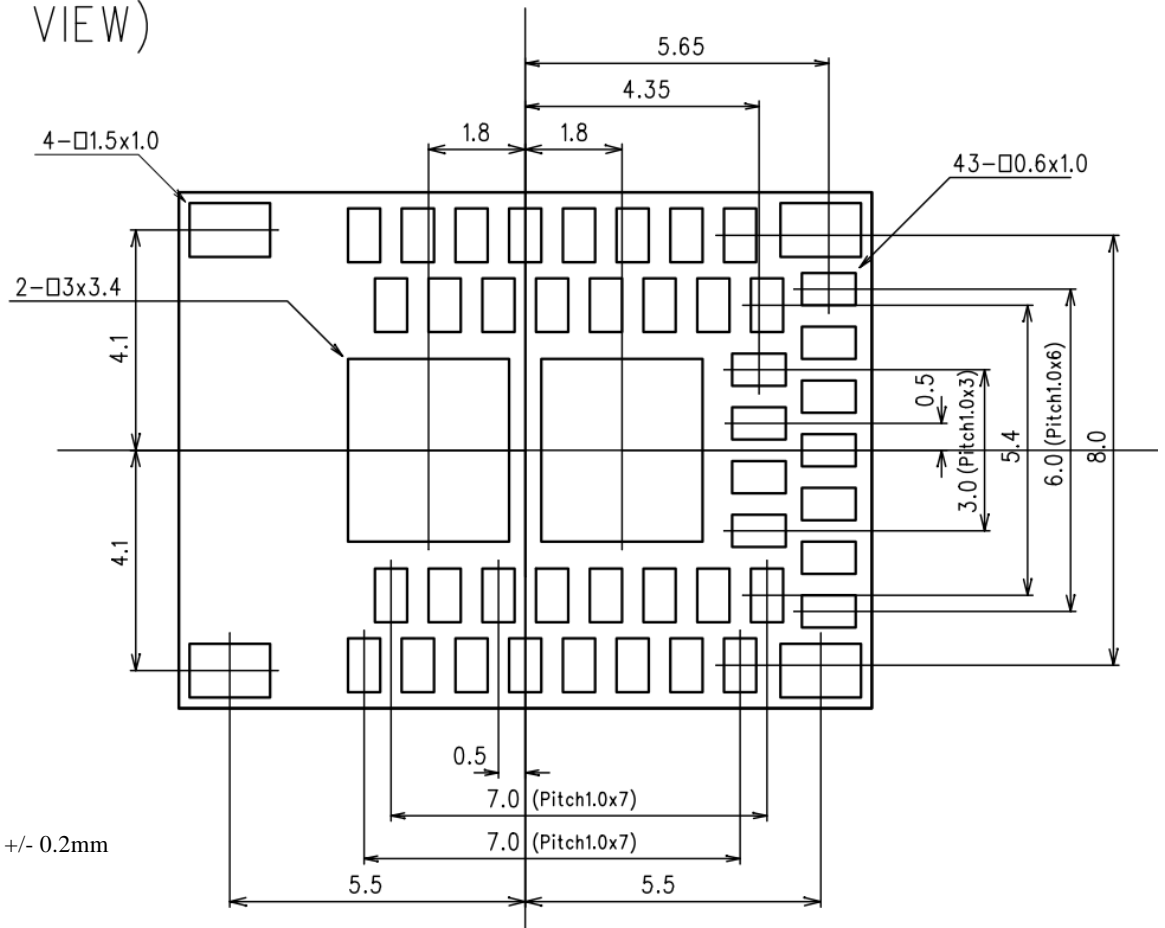 VIEW)
5.65
4.35
1.8
1.8
4-□1.5x1.0
43-□0.6x1.0
2-□3x3.4
4.1
4.1
0.5
3.0 (Pitch1.0x3)
5.4
6.0 (Pitch1.0x6)
8.0
0.5
7.0 (Pitch1.0x7)
7.0 (Pitch1.0x7)
+/- 0.2mm
5.5
5.5